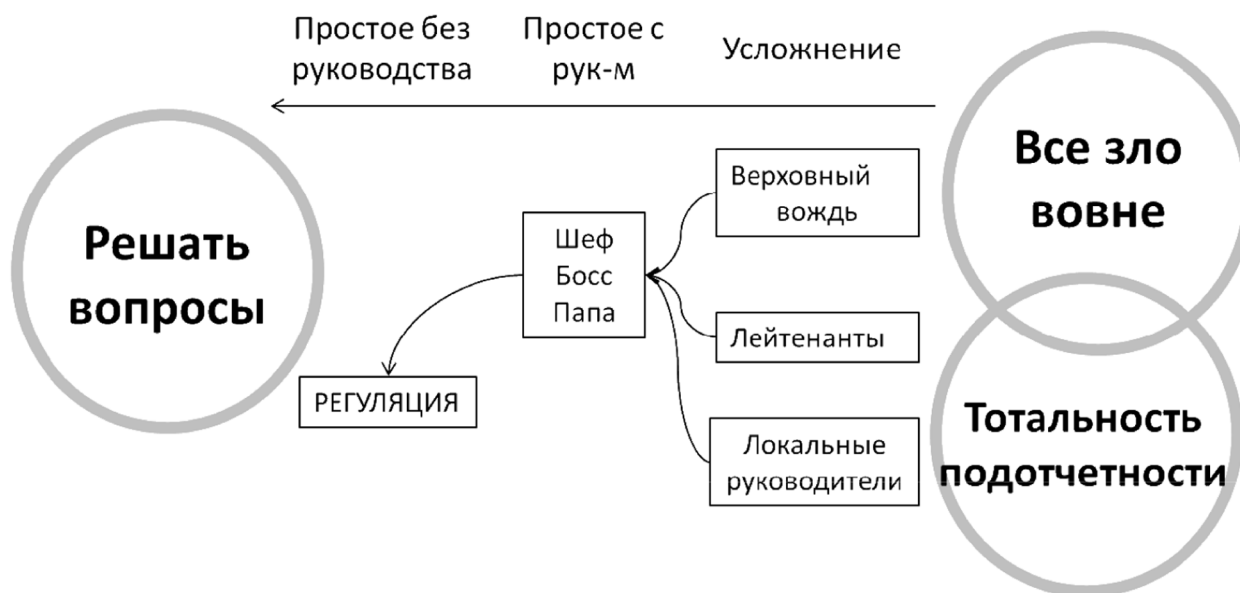 Простое без
руководства
Простое с
рук-м
Усложнение
Решать
вопросы
РЕГУЛЯЦИЯ
Шеф
Босс
Папа
Верховный
вождь
Лейтенанты
Локальные
руководители
Все зло
вовне
Тотальность
подотчетности